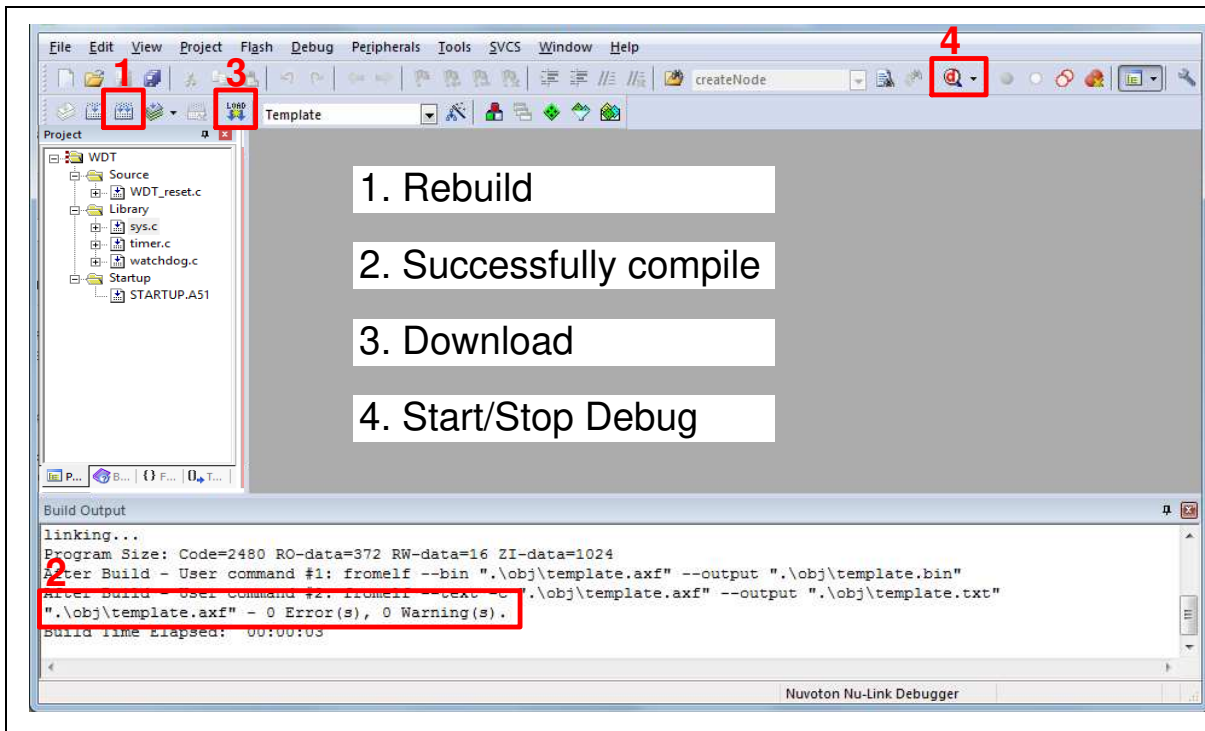 File Edit View Project Flash Debug Peripherals Tools SVCS Window Help
4
1
3
createNode
LOAD
Template
Project
WDT
Source
WDT_reset.c
Library
sys.c
timer.c
watchdog.c
Startup
STARTUP.A51
1. Rebuild
2. Successfully compile
3. Download
4. Start/Stop Debug
P... B... {} F... T...
Build Output
linking...
Program Size: Code=2480 RO-data=372 RW-data=16 ZI-data=1024
After Build - User command #1: fromelf --bin ".\obj\template.axf" --output ".\obj\template.bin"
2
After Build - User command #2: fromelf --text -c ".\obj\template.axf" --output ".\obj\template.txt"
".\obj\template.axf" - 0 Error(s), 0 Warning(s).
Build Time Elapsed: 00:00:03
Nuvoton Nu-Link Debugger